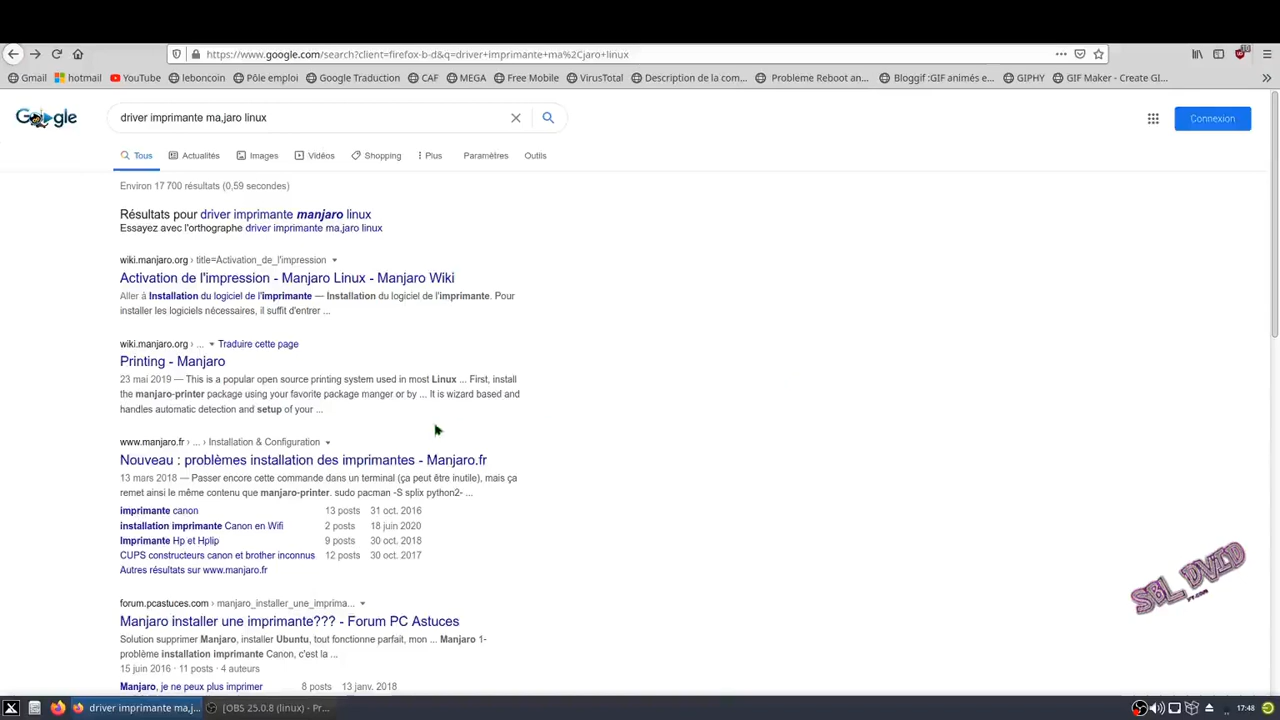 https://www.google.com/search?client=firefox-b-d&q=driver+imprimante+ma%2Cjaro+linux
Gmail hotmail YouTube leboncoin Pôle emploi Google Traduction CAF MEGA Free Mobile VirusTotal Description de la com... Probleme Reboot an... Bloggif :GIF animés e... GIPHY GIF Maker - Create GI...
Google driver imprimante ma,jaro linux Connexion
Tous Actualités Images Vidéos Shopping Plus Paramètres Outils
Environ 17 700 résultats (0,59 secondes)
Résultats pour driver imprimante manjaro linux
Essayez avec l'orthographe driver imprimante ma,jaro linux
wiki.manjaro.org › title=Activation_de_l'impression
Activation de l'impression - Manjaro Linux - Manjaro Wiki
Aller à Installation du logiciel de l'imprimante — Installation du logiciel de l'imprimante. Pour
installer les logiciels nécessaires, il suffit d'entrer ...
wiki.manjaro.org › ... Traduire cette page
Printing - Manjaro
23 mai 2019 — This is a popular open source printing system used in most Linux ... First, install
the manjaro-printer package using your favorite package manger or by ... It is wizard based and
handles automatic detection and setup of your ...
www.manjaro.fr › ... › Installation & Configuration
Nouveau : problèmes installation des imprimantes - Manjaro.fr
13 mars 2018 — Passer encore cette commande dans un terminal (ça peut être inutile), mais ça
remet ainsi le même contenu que manjaro-printer. sudo pacman -S splix python2- ...
imprimante canon 13 posts 31 oct. 2016
installation imprimante Canon en Wifi 2 posts 18 juin 2020
Imprimante Hp et Hplip 9 posts 30 oct. 2018
CUPS constructeurs canon et brother inconnus 12 posts 30 oct. 2017
Autres résultats sur www.manjaro.fr
SBL DVID
YT.COM
forum.pcastuces.com › manjaro_installer_une_imprima...
Manjaro installer une imprimante??? - Forum PC Astuces
Solution supprimer Manjaro, installer Ubuntu, tout fonctionne parfait, mon ... Manjaro 1-
problème installation imprimante Canon, c'est la ...
15 juin 2016 · 11 posts · 4 auteurs
Manjaro, je ne peux plus imprimer 8 posts 13 janv. 2018
driver imprimante ma,j... [OBS 25.0.8 (linux) - Pr... 17:48